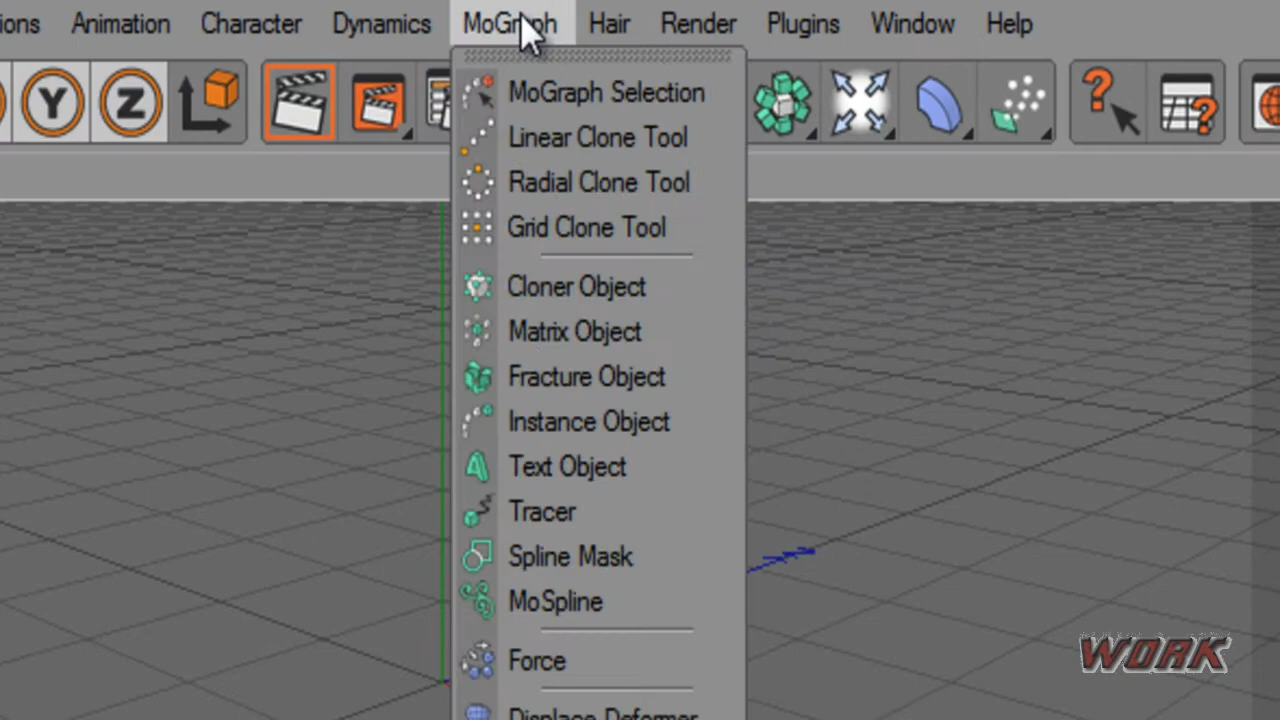 ions Animation Character Dynamics MoGraph Hair Render Plugins Window Help
Y Z
MoGraph Selection
Linear Clone Tool
Radial Clone Tool
Grid Clone Tool
Cloner Object
Matrix Object
Fracture Object
Instance Object
Text Object
Tracer
Spline Mask
MoSpline
Force
Displace Deformer
WORK